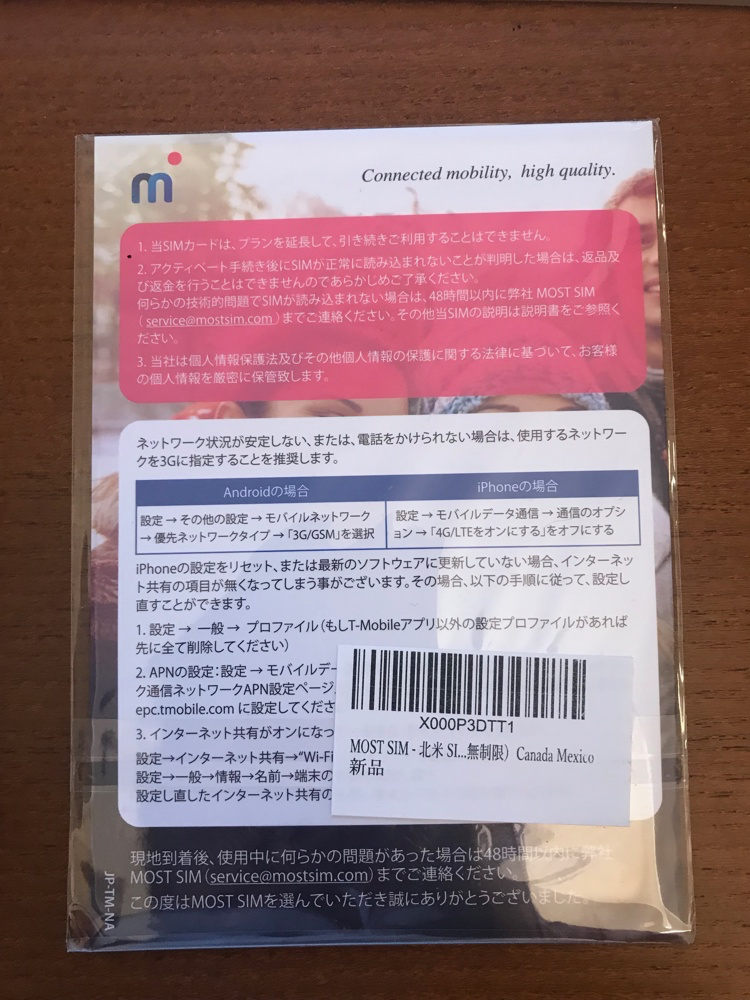 m
Connected mobility, high quality.
1. 当SIMカードは、プランを延長して、引き続きご利用することはできません。
2. アクティベート手続き後にSIMが正常に読み込まれないことが判明した場合は、返品及
び返金を行うことはできませんのであらかじめご了承ください。
何らかの技術的問題でSIMが読み込まれない場合は、48時間以内に弊社 MOST SIM
（service@mostsim.com）までご連絡ください。その他当SIMの説明は説明書をご参照く
ださい。
3. 当社は個人情報保護法及びその他個人情報の保護に関する法律に基づいて、お客様
の個人情報を厳密に保管致します。
ネットワーク状況が安定しない、または、電話をかけられない場合は、使用するネットワー
クを3Gに指定することを推奨します。
Androidの場合
iPhoneの場合
設定 → その他の設定 → モバイルネットワーク
→ 優先ネットワークタイプ → 「3G/GSM」を選択
設定 → モバイルデータ通信 → 通信のオプシ
ョン → 「4G/LTEをオンにする」をオフにする
iPhoneの設定をリセット、または最新のソフトウェアに更新していない場合、インターネッ
ト共有の項目が無くなってしまう事がございます。その場合、以下の手順に従って、設定し
直すことができます。
1. 設定 → 一般 → プロファイル（もしT-Mobileアプリ以外の設定プロファイルがあれば
先に全て削除してください）
2. APNの設定：設定 → モバイルデー
ク通信ネットワークAPN設定ページ
epc.tmobile.com に設定してくださ
3. インターネット共有がオンになっ
設定→インターネット共有→“Wi-Fi
設定→一般→情報→名前→端末の
設定し直したインターネット共有の
X000P3DTT1
MOST SIM - 北米 SI...無制限）Canada Mexico
新品
現地到着後、使用中に何らかの問題があった場合は48時間以内に弊社
MOST SIM（service@mostsim.com）までご連絡ください。
この度はMOST SIMを選んでいただき誠にありがとうございました。
JP-TM-NA